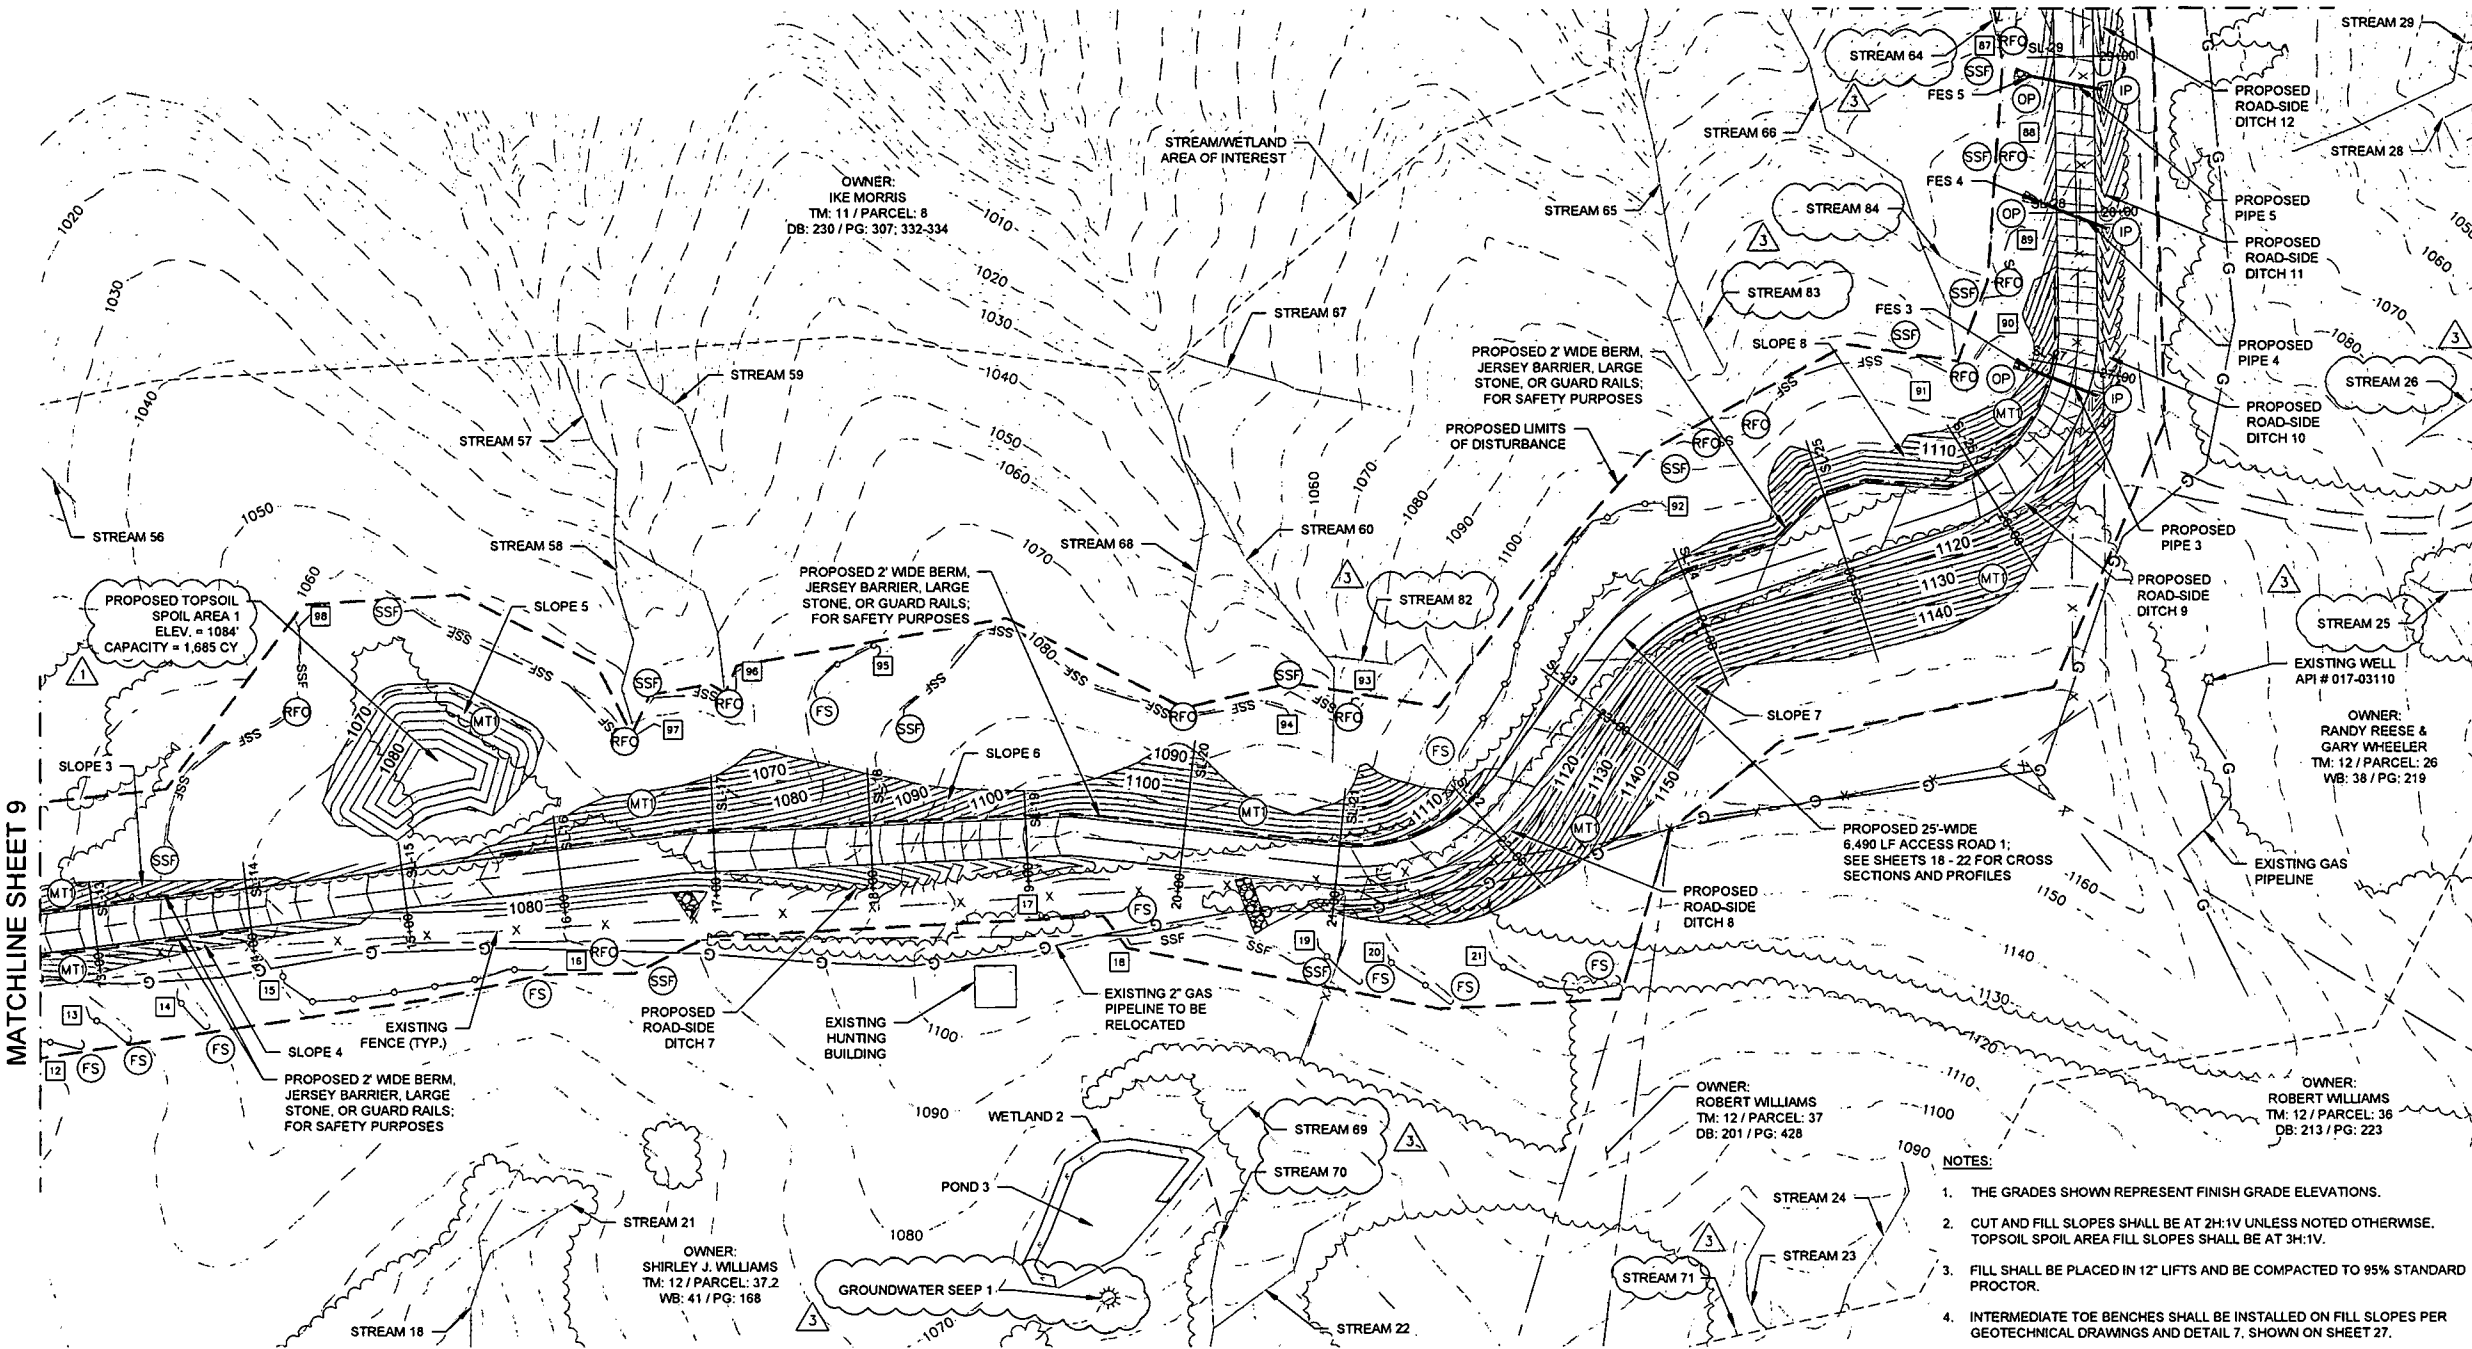 MATCHLINE SHEET 9
OWNER:
IKE MORRIS
TM: 11 / PARCEL: 8
DB: 230 / PG: 307; 332-334
STREAM/WETLAND
AREA OF INTEREST
STREAM 64
STREAM 66
STREAM 65
STREAM 84
STREAM 83
STREAM 29
STREAM 28
FES 5
FES 4
FES 3
PROPOSED
ROAD-SIDE
DITCH 12
PROPOSED
PIPE 5
PROPOSED
ROAD-SIDE
DITCH 11
PROPOSED
PIPE 4
PROPOSED
ROAD-SIDE
DITCH 10
STREAM 26
PROPOSED
PIPE 3
PROPOSED
ROAD-SIDE
DITCH 9
STREAM 25
EXISTING WELL
API # 017-03110
OWNER:
RANDY REESE &
GARY WHEELER
TM: 12 / PARCEL: 26
WB: 38 / PG: 219
EXISTING GAS
PIPELINE
STREAM 67
STREAM 59
STREAM 57
STREAM 58
STREAM 56
STREAM 68
STREAM 60
STREAM 82
PROPOSED 2' WIDE BERM,
JERSEY BARRIER, LARGE
STONE, OR GUARD RAILS;
FOR SAFETY PURPOSES
SLOPE 8
PROPOSED LIMITS
OF DISTURBANCE
PROPOSED 2' WIDE BERM,
JERSEY BARRIER, LARGE
STONE, OR GUARD RAILS;
FOR SAFETY PURPOSES
PROPOSED TOPSOIL
SPOIL AREA 1
ELEV. = 1084'
CAPACITY = 1,685 CY
SLOPE 5
SLOPE 3
SLOPE 6
SLOPE 7
PROPOSED 25'-WIDE
6,490 LF ACCESS ROAD 1;
SEE SHEETS 18 - 22 FOR CROSS
SECTIONS AND PROFILES
PROPOSED
ROAD-SIDE
DITCH 8
EXISTING
FENCE (TYP.)
SLOPE 4
PROPOSED 2' WIDE BERM,
JERSEY BARRIER, LARGE
STONE, OR GUARD RAILS;
FOR SAFETY PURPOSES
PROPOSED
ROAD-SIDE
DITCH 7
EXISTING
HUNTING
BUILDING
EXISTING 2" GAS
PIPELINE TO BE
RELOCATED
WETLAND 2
POND 3
STREAM 69
STREAM 70
GROUNDWATER SEEP 1
STREAM 21
STREAM 18
STREAM 22
OWNER:
SHIRLEY J. WILLIAMS
TM: 12 / PARCEL: 37.2
WB: 41 / PG: 168
OWNER:
ROBERT WILLIAMS
TM: 12 / PARCEL: 37
DB: 201 / PG: 428
OWNER:
ROBERT WILLIAMS
TM: 12 / PARCEL: 36
DB: 213 / PG: 223
STREAM 24
STREAM 23
STREAM 71
NOTES:
1. THE GRADES SHOWN REPRESENT FINISH GRADE ELEVATIONS.
2. CUT AND FILL SLOPES SHALL BE AT 2H:1V UNLESS NOTED OTHERWISE.
TOPSOIL SPOIL AREA FILL SLOPES SHALL BE AT 3H:1V.
3. FILL SHALL BE PLACED IN 12" LIFTS AND BE COMPACTED TO 95% STANDARD
PROCTOR.
4. INTERMEDIATE TOE BENCHES SHALL BE INSTALLED ON FILL SLOPES PER
GEOTECHNICAL DRAWINGS AND DETAIL 7, SHOWN ON SHEET 27.